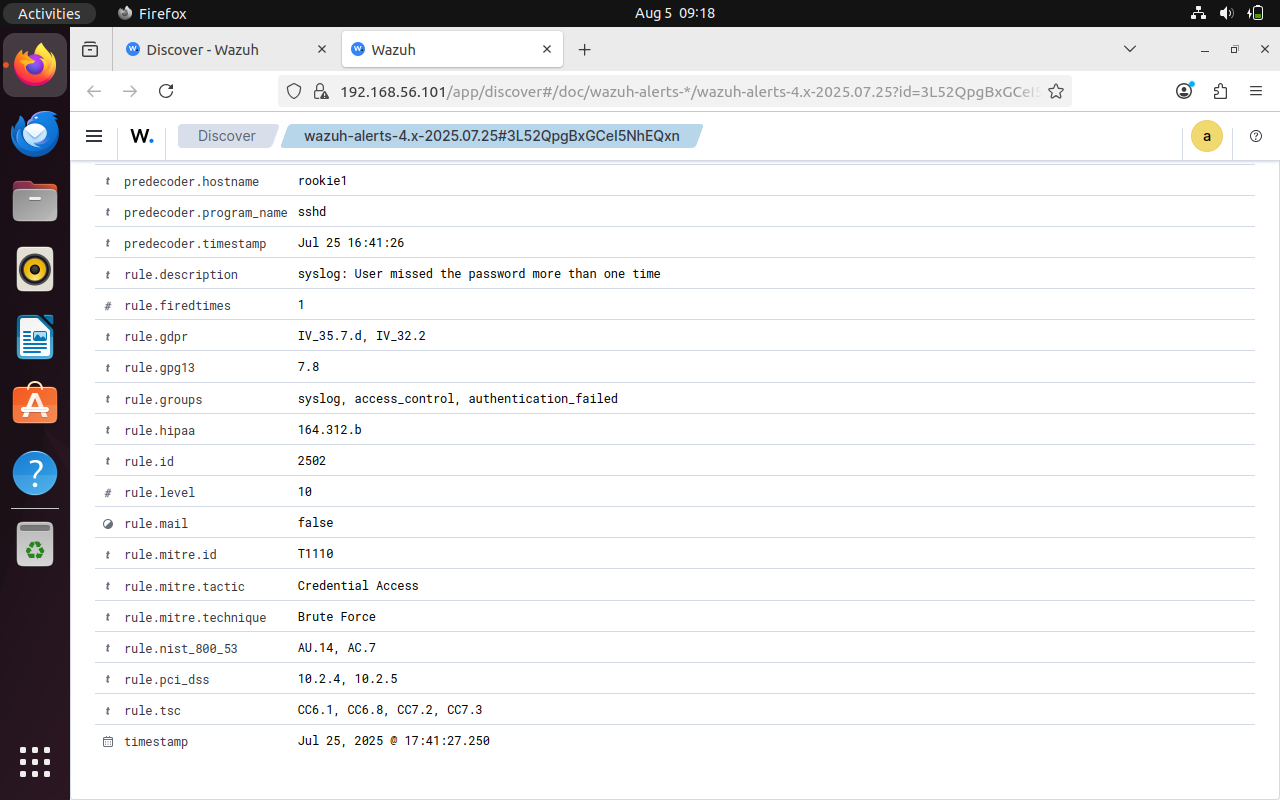 Activities Firefox Aug 5 09:18
Discover - Wazuh Wazuh
192.168.56.101/app/discover#/doc/wazuh-alerts-*/wazuh-alerts-4.x-2025.07.25?id=3L52QpgBxGCeI5
W. Discover wazuh-alerts-4.x-2025.07.25#3L52QpgBxGCeI5NhEQxn a
t predecoder.hostname rookie1
t predecoder.program_name sshd
t predecoder.timestamp Jul 25 16:41:26
t rule.description syslog: User missed the password more than one time
# rule.firedtimes 1
t rule.gdpr IV_35.7.d, IV_32.2
t rule.gpg13 7.8
t rule.groups syslog, access_control, authentication_failed
t rule.hipaa 164.312.b
t rule.id 2502
# rule.level 10
rule.mail false
t rule.mitre.id T1110
t rule.mitre.tactic Credential Access
t rule.mitre.technique Brute Force
t rule.nist_800_53 AU.14, AC.7
t rule.pci_dss 10.2.4, 10.2.5
t rule.tsc CC6.1, CC6.8, CC7.2, CC7.3
timestamp Jul 25, 2025 @ 17:41:27.250